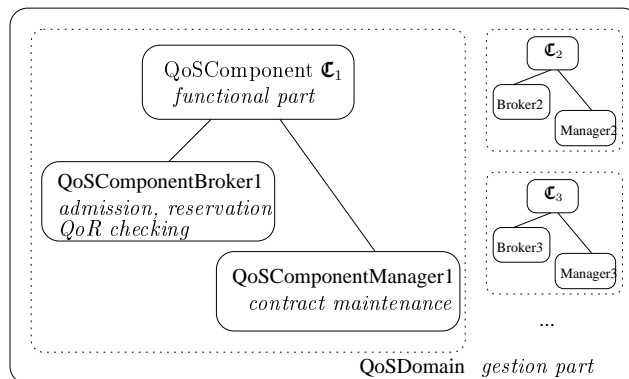 QoSComponent ℭ₁
functional part
QoSComponentBroker1
admission, reservation
QoR checking
QoSComponentManager1
contract maintenance
ℭ₂
Broker2
Manager2
ℭ₃
Broker3
Manager3
...
QoSDomain gestion part